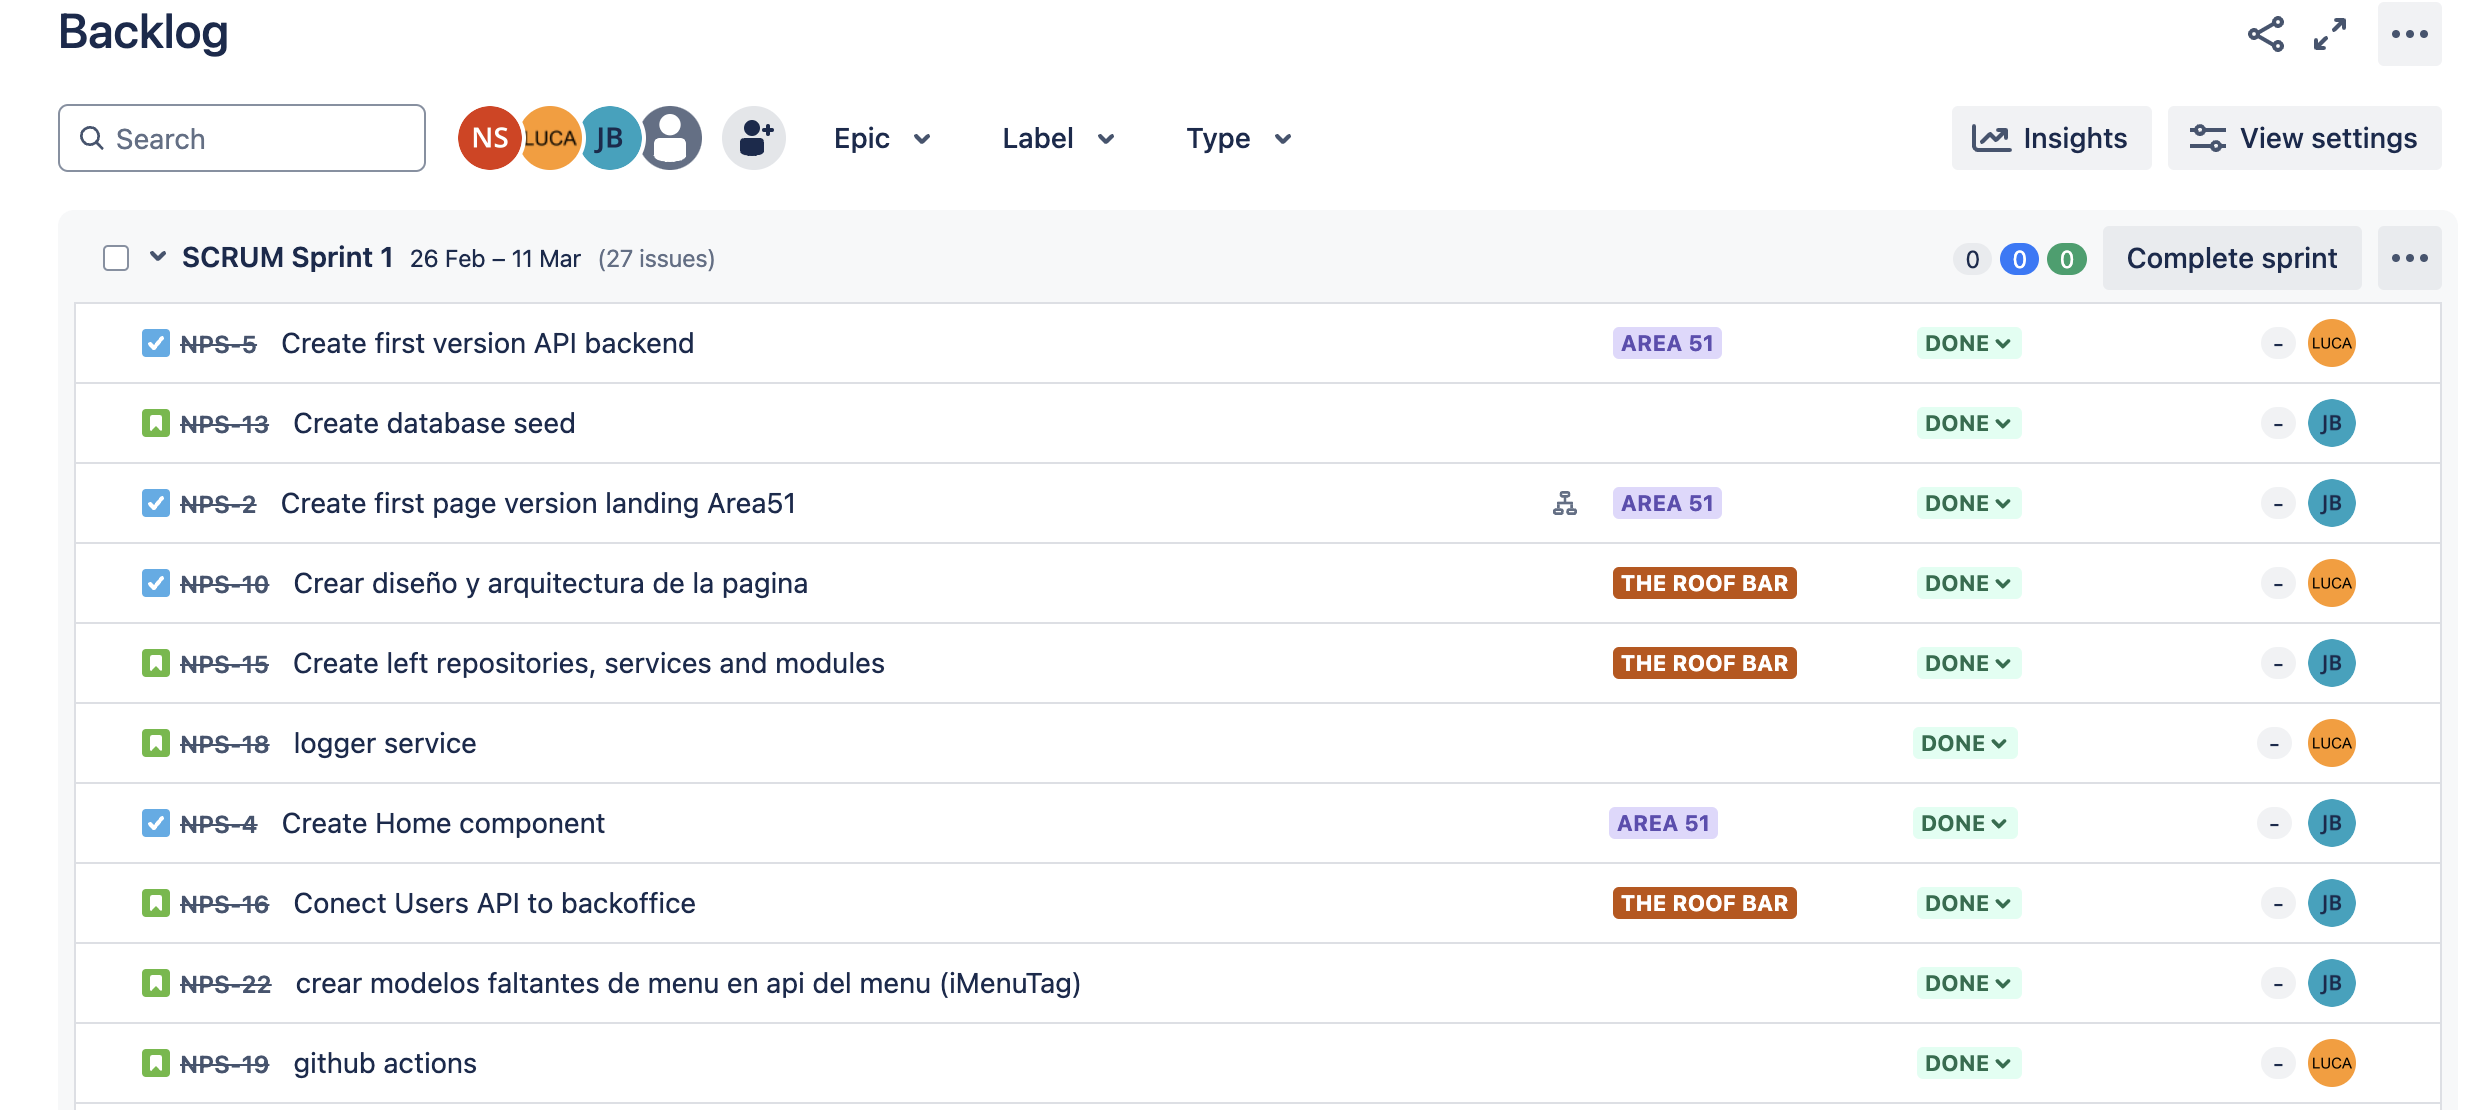 Backlog
Search
NS LUCA JB Epic Label Type Insights View settings
SCRUM Sprint 1 26 Feb – 11 Mar (27 issues) 0 0 0 Complete sprint
NPS-5 Create first version API backend AREA 51 DONE - LUCA
NPS-13 Create database seed DONE - JB
NPS-2 Create first page version landing Area51 AREA 51 DONE - JB
NPS-10 Crear diseño y arquitectura de la pagina THE ROOF BAR DONE - LUCA
NPS-15 Create left repositories, services and modules THE ROOF BAR DONE - JB
NPS-18 logger service DONE - LUCA
NPS-4 Create Home component AREA 51 DONE - JB
NPS-16 Conect Users API to backoffice THE ROOF BAR DONE - JB
NPS-22 crear modelos faltantes de menu en api del menu (iMenuTag) DONE - JB
NPS-19 github actions DONE - LUCA